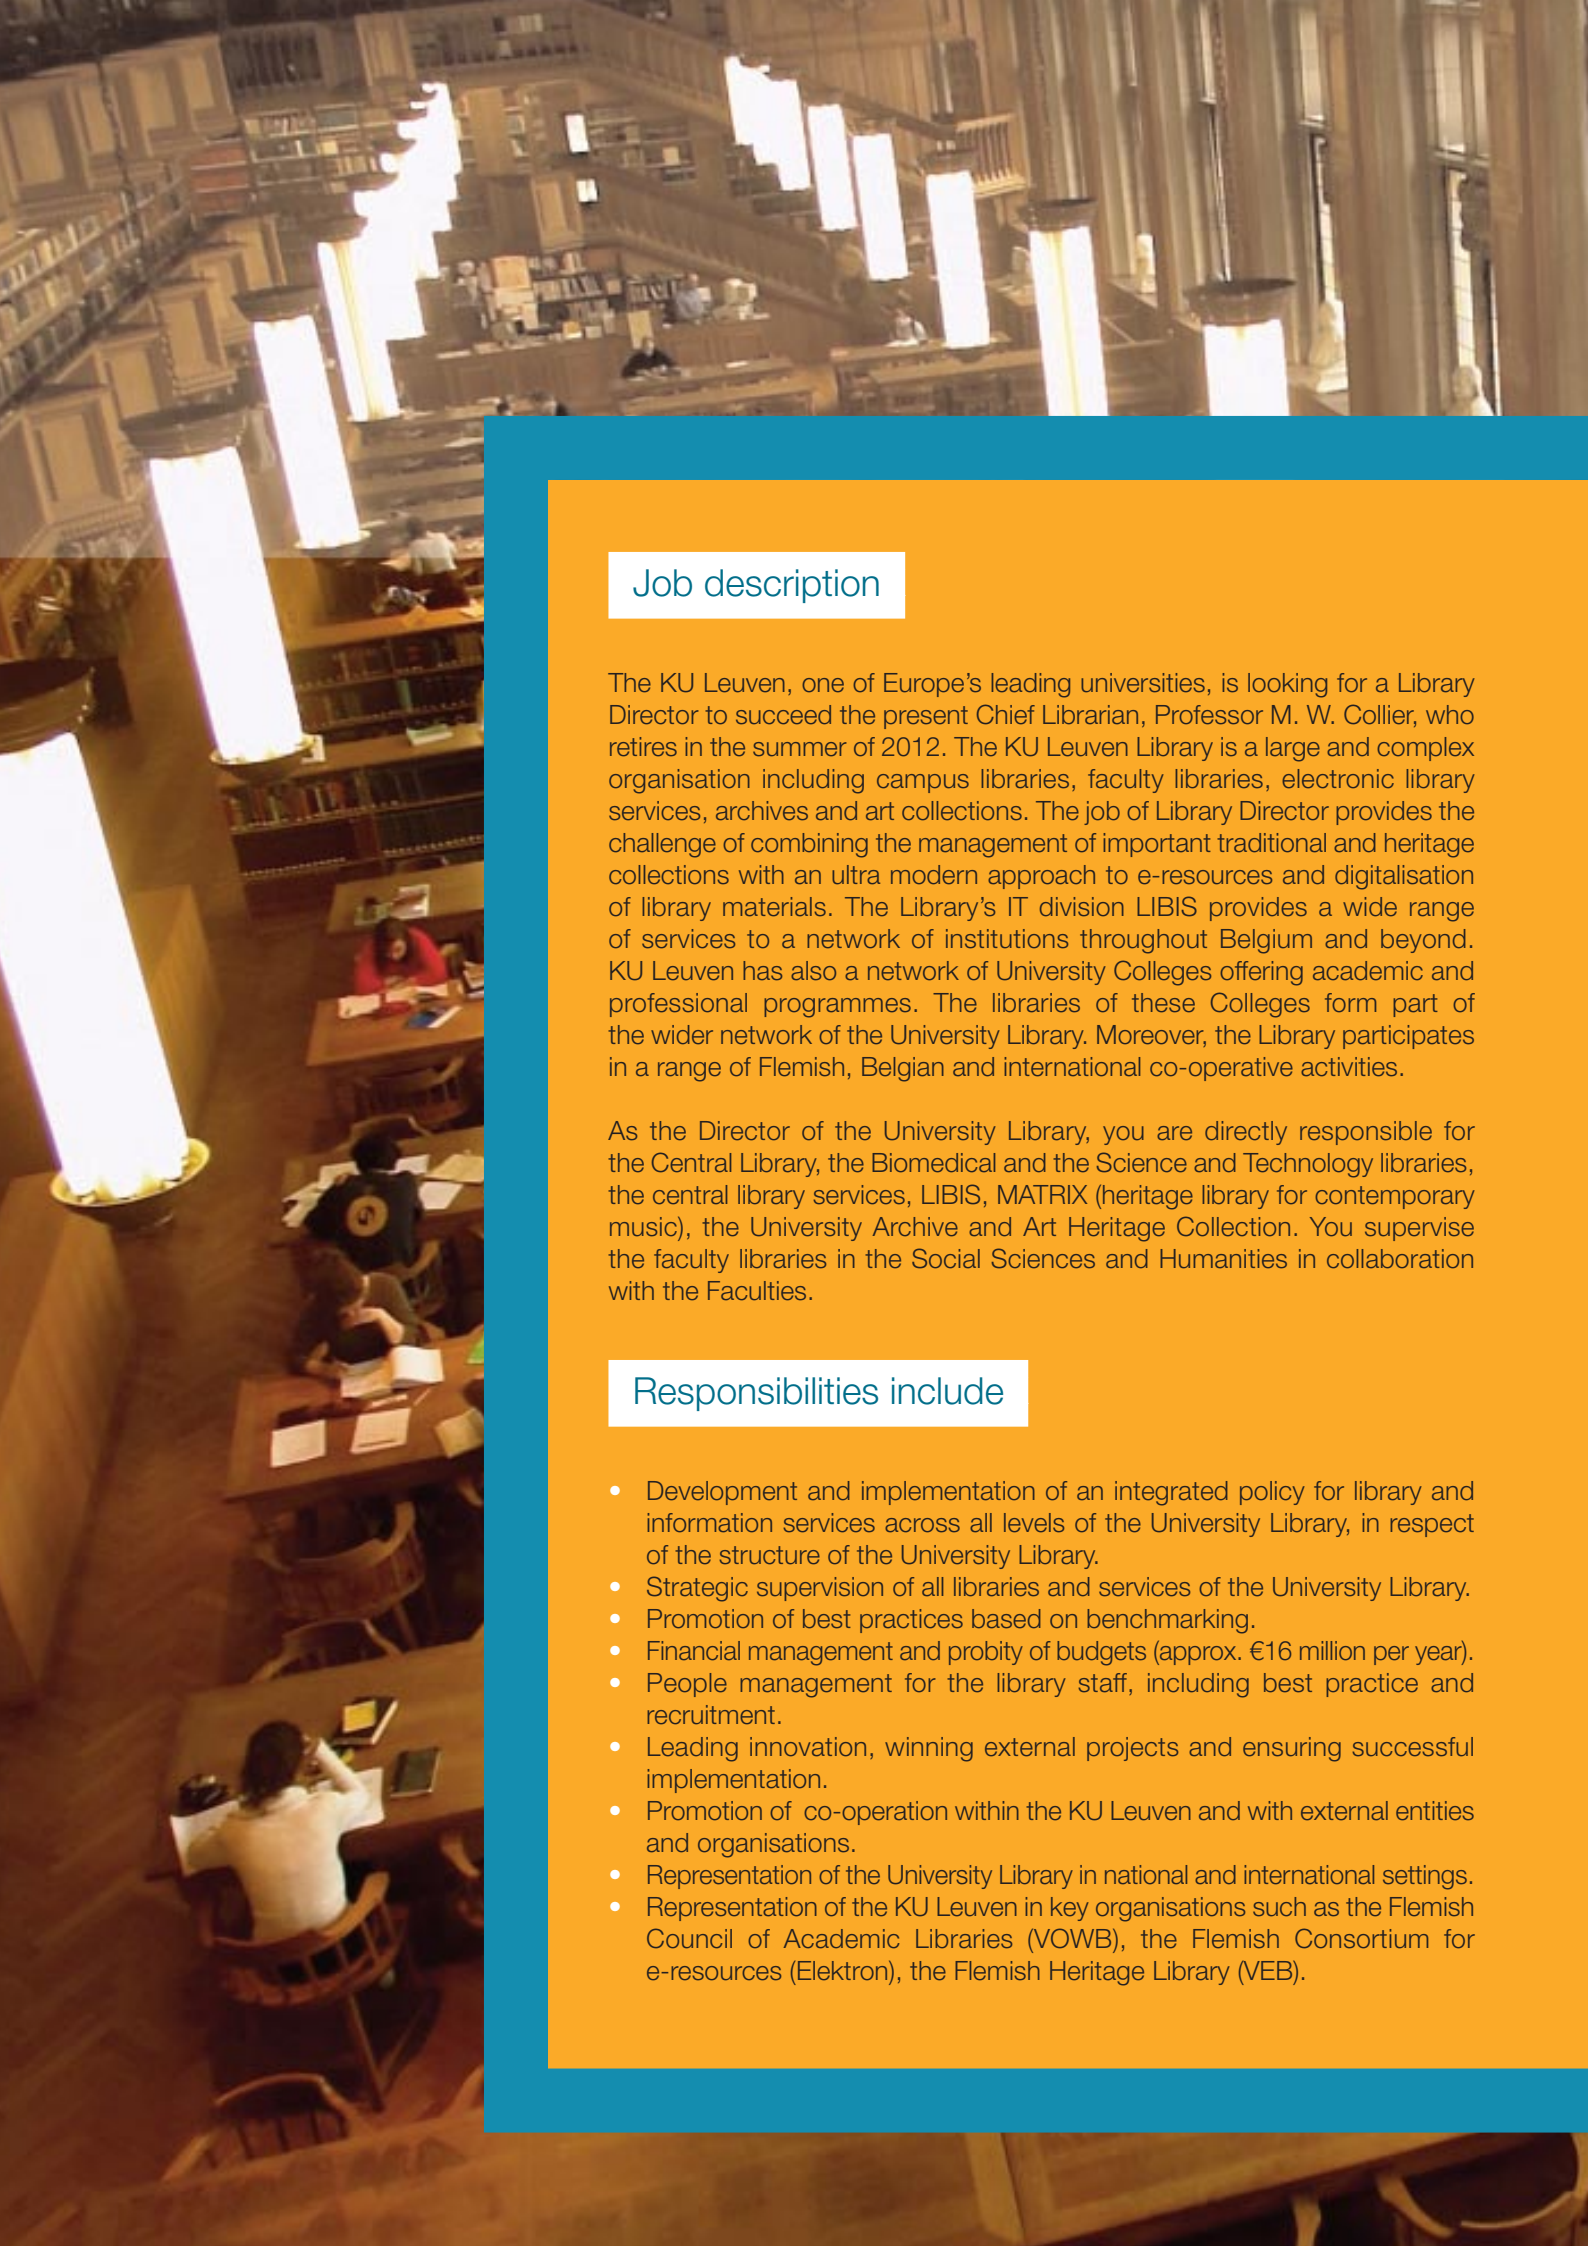 Job description
The KU Leuven, one of Europe’s leading universities, is looking for a Library
Director to succeed the present Chief Librarian, Professor M. W. Collier, who
retires in the summer of 2012. The KU Leuven Library is a large and complex
organisation including campus libraries, faculty libraries, electronic library
services, archives and art collections. The job of Library Director provides the
challenge of combining the management of important traditional and heritage
collections with an ultra modern approach to e-resources and digitalisation
of library materials. The Library’s IT division LIBIS provides a wide range
of services to a network of institutions throughout Belgium and beyond.
KU Leuven has also a network of University Colleges offering academic and
professional programmes. The libraries of these Colleges form part of
the wider network of the University Library. Moreover, the Library participates
in a range of Flemish, Belgian and international co-operative activities.
As the Director of the University Library, you are directly responsible for
the Central Library, the Biomedical and the Science and Technology libraries,
the central library services, LIBIS, MATRIX (heritage library for contemporary
music), the University Archive and Art Heritage Collection. You supervise
the faculty libraries in the Social Sciences and Humanities in collaboration
with the Faculties.
Responsibilities include
• Development and implementation of an integrated policy for library and
information services across all levels of the University Library, in respect
of the structure of the University Library.
• Strategic supervision of all libraries and services of the University Library.
• Promotion of best practices based on benchmarking.
• Financial management and probity of budgets (approx. €16 million per year).
• People management for the library staff, including best practice and
recruitment.
• Leading innovation, winning external projects and ensuring successful
implementation.
• Promotion of co-operation within the KU Leuven and with external entities
and organisations.
• Representation of the University Library in national and international settings.
• Representation of the KU Leuven in key organisations such as the Flemish
Council of Academic Libraries (VOWB), the Flemish Consortium for
e-resources (Elektron), the Flemish Heritage Library (VEB).